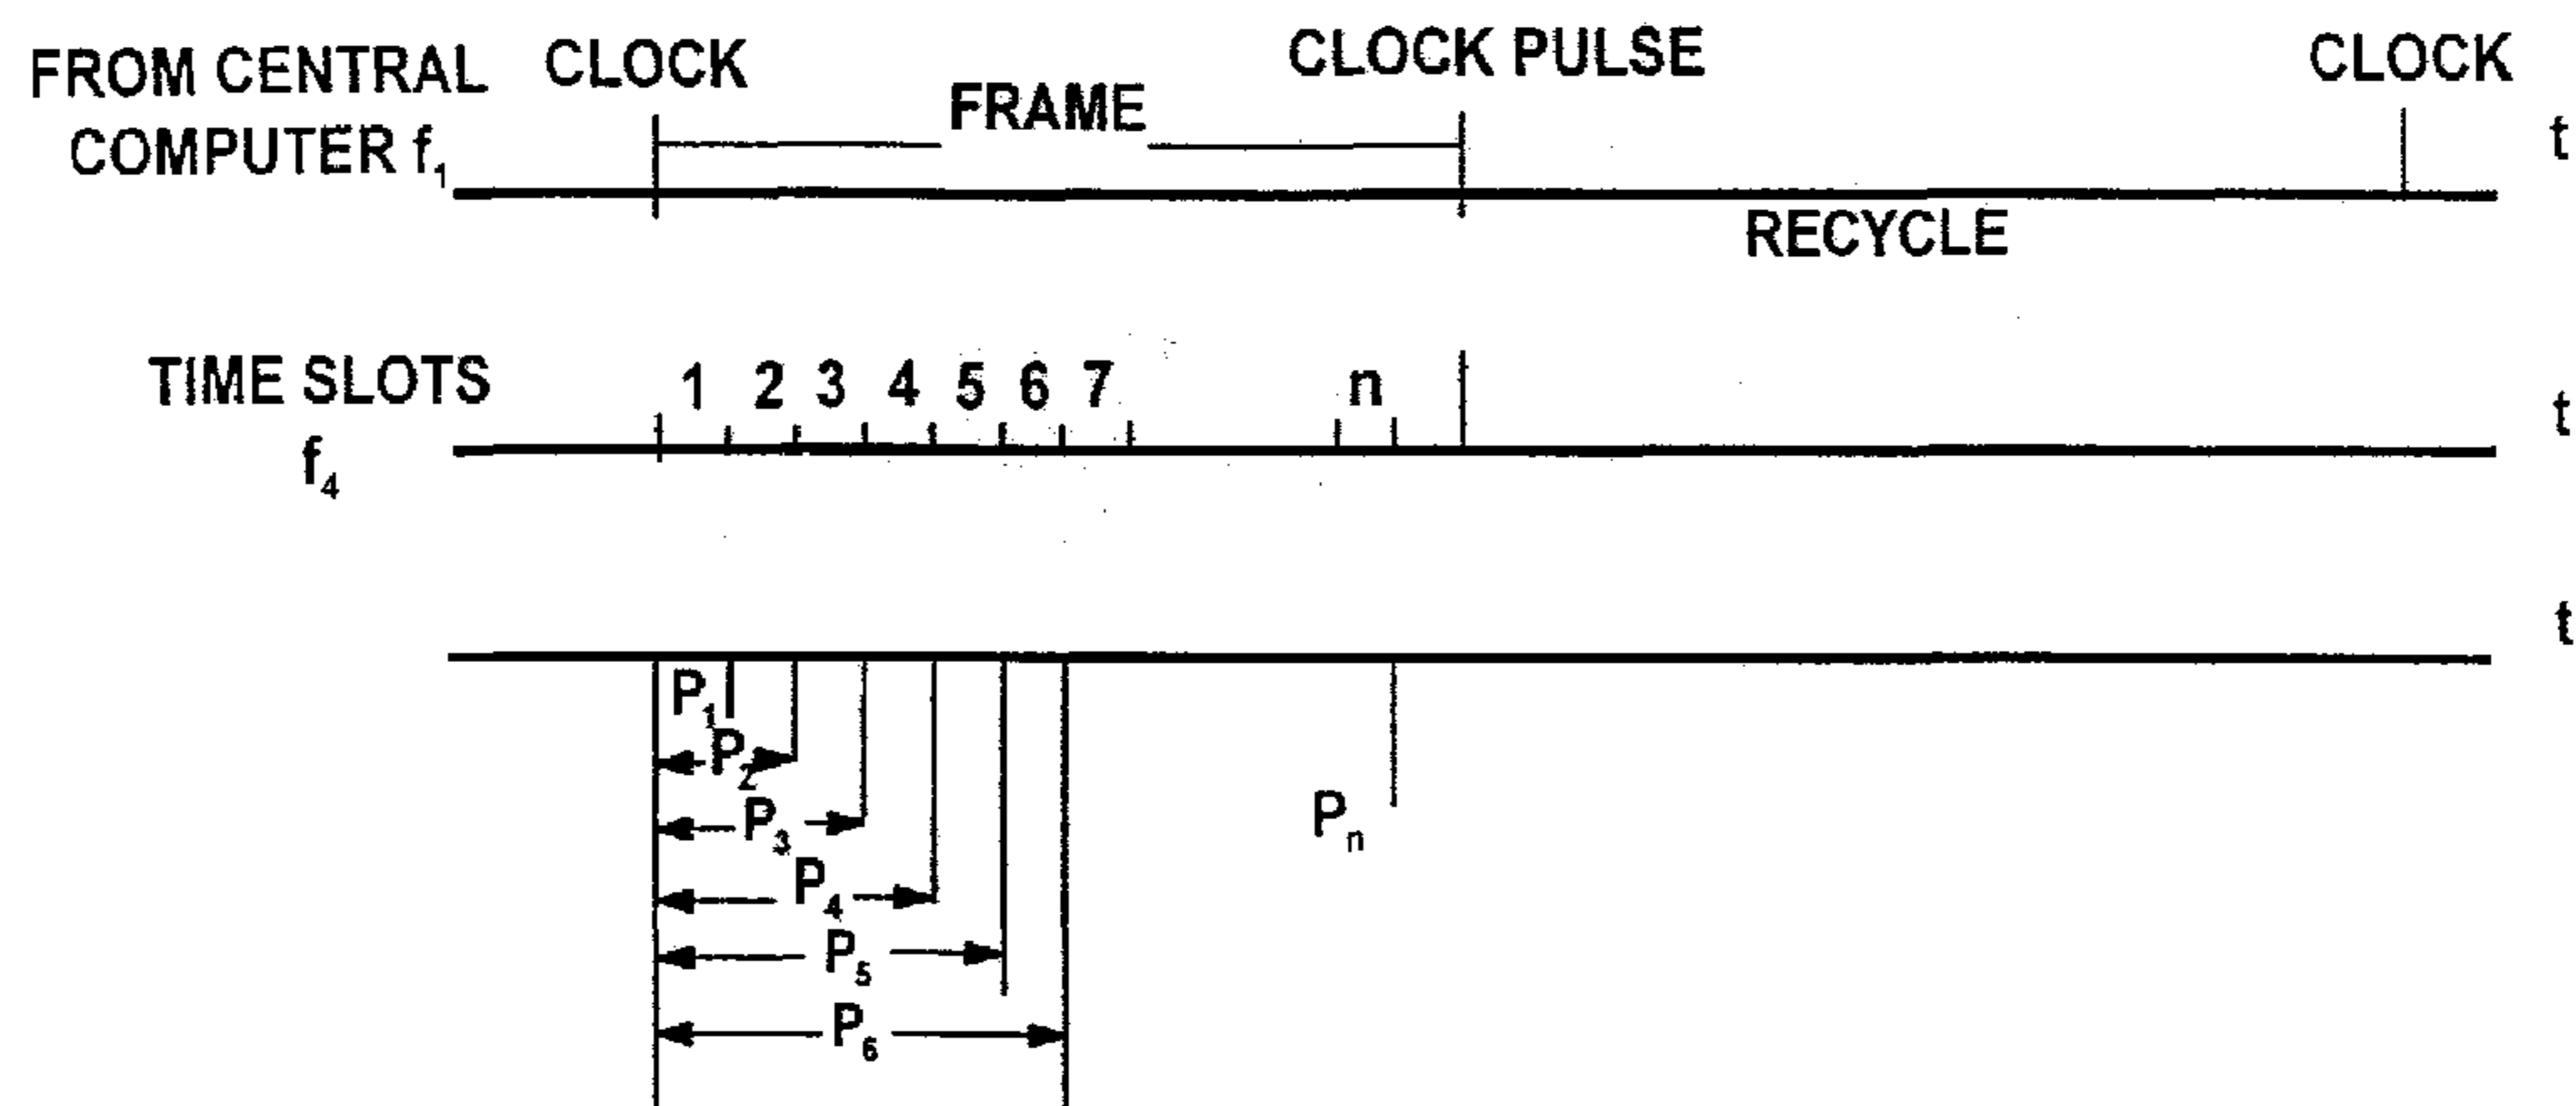 FROM CENTRAL
COMPUTER f₁
CLOCK
FRAME
CLOCK PULSE
CLOCK
t
RECYCLE
TIME SLOTS
f₄
1 2 3 4 5 6 7 n
t
t
P₁
P₂
P₃
P₄
P₅
P₆
Pₙ